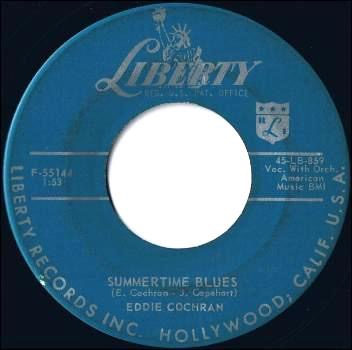 LIBERTY
REG. U.S. PAT. OFFICE
L R
F-55144
1:53
45-LB-859
Voc. With Orch.
American
Music BMI
SUMMERTIME BLUES
(E. Cochran - J. Capehart)
EDDIE COCHRAN
LIBERTY RECORDS INC. HOLLYWOOD, CALIF. U.S.A.